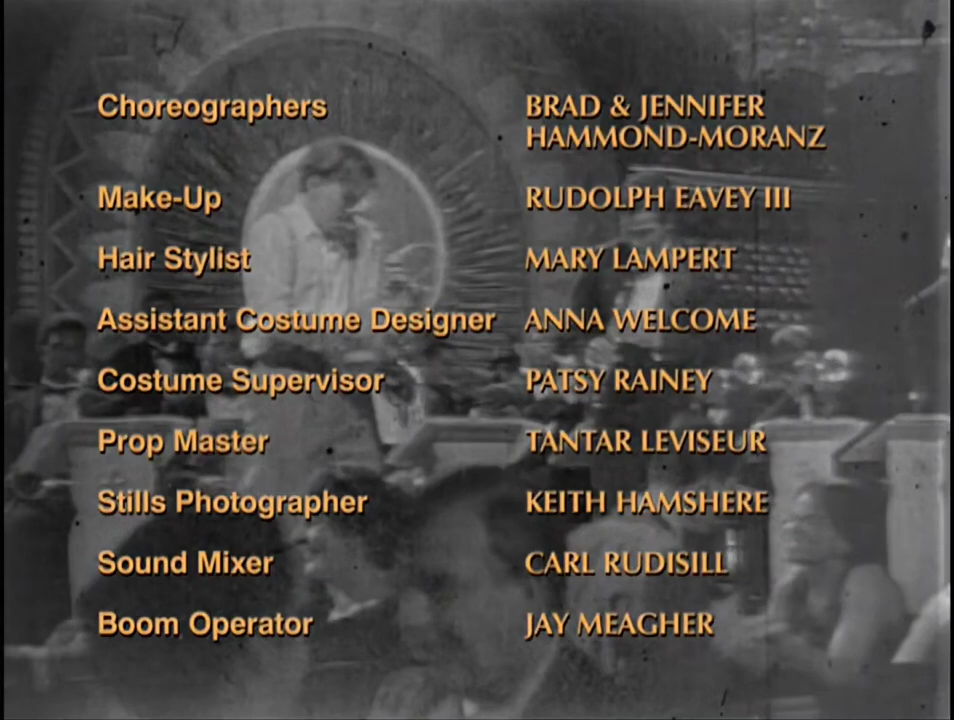 Choreographers BRAD & JENNIFER
HAMMOND-MORANZ
Make-Up RUDOLPH EAVEY III
Hair Stylist MARY LAMPERT
Assistant Costume Designer ANNA WELCOME
Costume Supervisor PATSY RAINEY
Prop Master TANTAR LEVISEUR
Stills Photographer KEITH HAMSHERE
Sound Mixer CARL RUDISILL
Boom Operator JAY MEAGHER